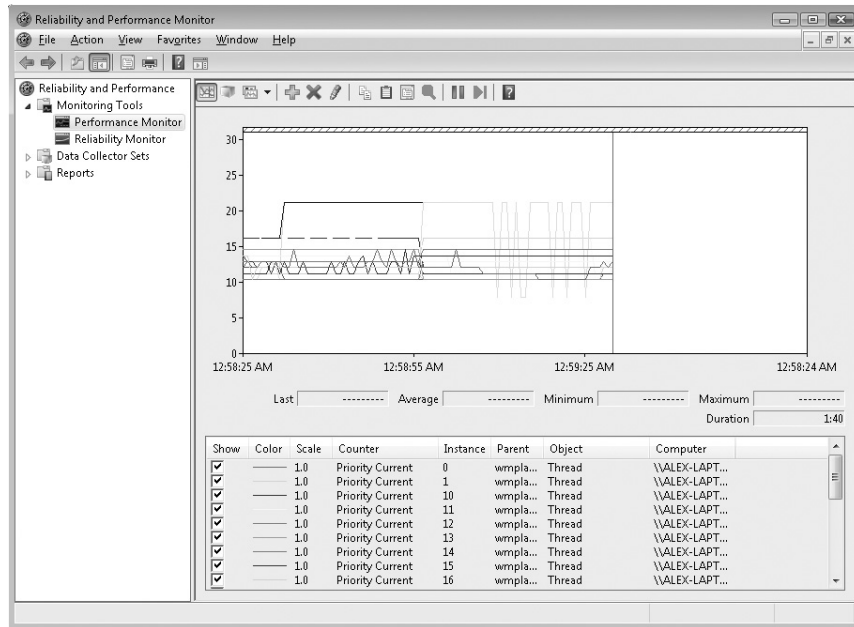 Reliability and Performance Monitor
File Action View Favorites Window Help
Reliability and Performance
Monitoring Tools
Performance Monitor
Reliability Monitor
Data Collector Sets
Reports
30
25
20
15
10
5
0
12:58:25 AM 12:58:55 AM 12:59:25 AM 12:58:24 AM
Last --------- Average --------- Minimum --------- Maximum ---------
Duration 1:40
Show Color Scale Counter Instance Parent Object Computer
1.0 Priority Current 0 wmpla... Thread \\ALEX-LAPT...
1.0 Priority Current 1 wmpla... Thread \\ALEX-LAPT...
1.0 Priority Current 10 wmpla... Thread \\ALEX-LAPT...
1.0 Priority Current 11 wmpla... Thread \\ALEX-LAPT...
1.0 Priority Current 12 wmpla... Thread \\ALEX-LAPT...
1.0 Priority Current 13 wmpla... Thread \\ALEX-LAPT...
1.0 Priority Current 14 wmpla... Thread \\ALEX-LAPT...
1.0 Priority Current 15 wmpla... Thread \\ALEX-LAPT...
1.0 Priority Current 16 wmpla... Thread \\ALEX-LAPT...